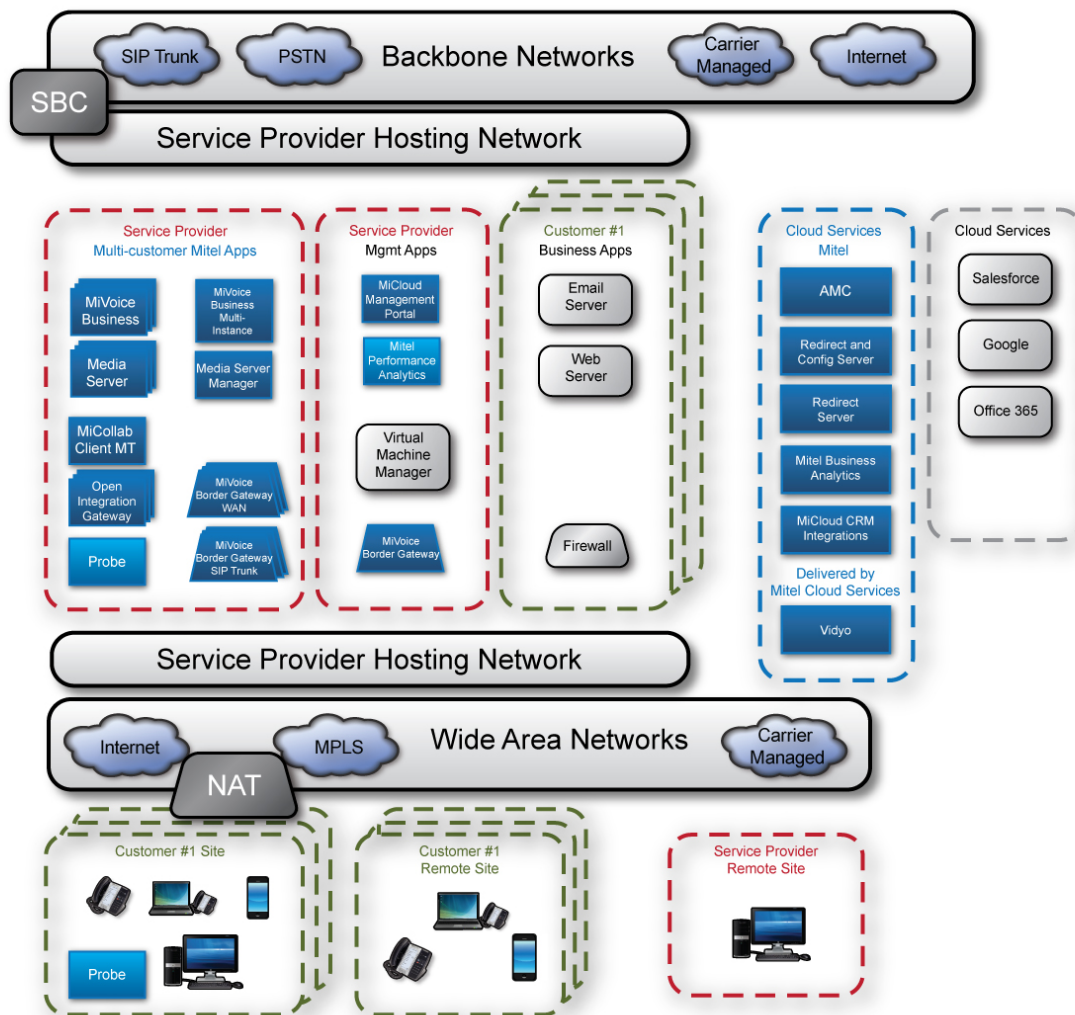 SIP Trunk
PSTN
Backbone Networks
Carrier
Managed
Internet
SBC
Service Provider Hosting Network
Service Provider
Multi-customer Mitel Apps
MiVoice
Business
MiVoice
Business
Multi-
Instance
Media
Server
Media Server
Manager
MiCollab
Client MT
Open
Integration
Gateway
MiVoice
Border Gateway
WAN
Probe
MiVoice
Border Gateway
SIP Trunk
Service Provider
Mgmt Apps
MiCloud
Management
Portal
Mitel
Performance
Analytics
Virtual
Machine
Manager
MiVoice
Border Gateway
Customer #1
Business Apps
Email
Server
Web
Server
Firewall
Cloud Services
Mitel
AMC
Redirect and
Config Server
Redirect
Server
Mitel Business
Analytics
MiCloud CRM
Integrations
Delivered by
Mitel Cloud Services
Vidyo
Cloud Services
Salesforce
Google
Office 365
Service Provider Hosting Network
Internet
MPLS
Wide Area Networks
Carrier
Managed
NAT
Customer #1 Site
Probe
Customer #1
Remote Site
Service Provider
Remote Site